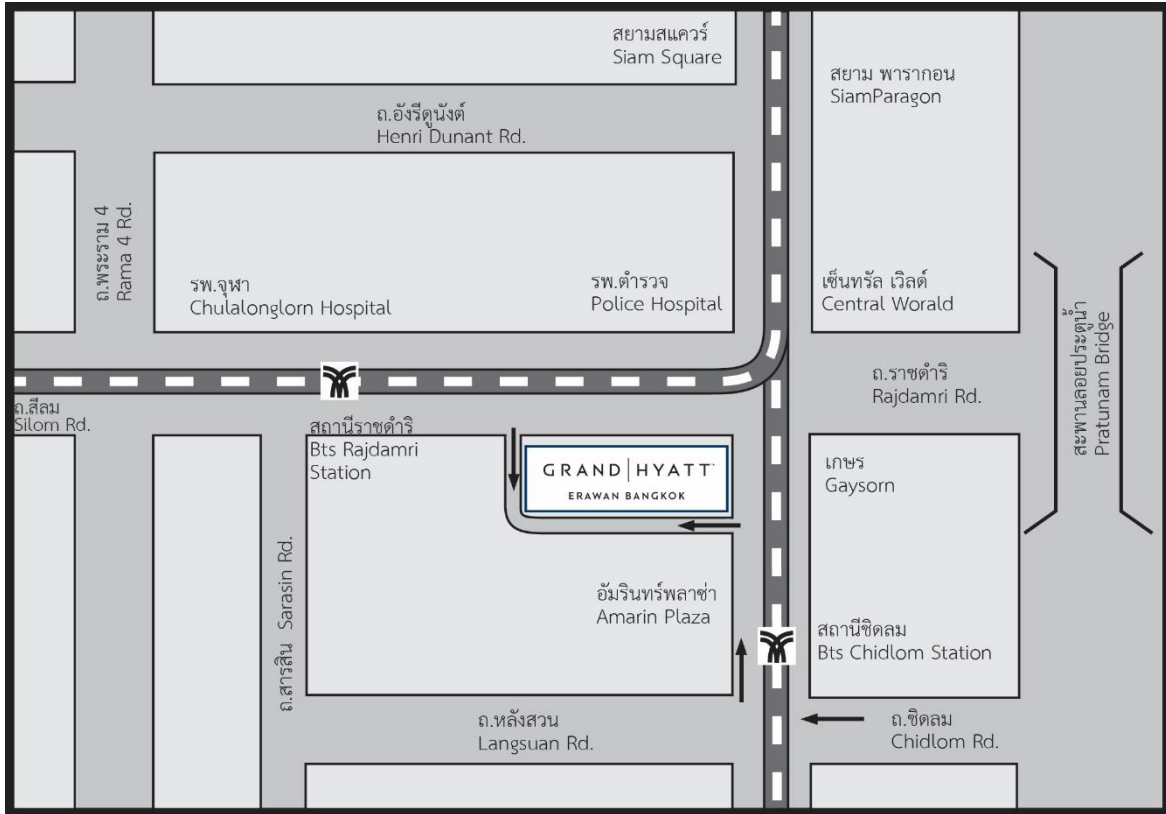 สยามสแควร์
Siam Square
สยาม พารากอน
SiamParagon
ถ.อังรีดูนังต์
Henri Dunant Rd.
ถ.พระราม 4
Rama 4 Rd.
รพ.จุฬา
Chulalonglorn Hospital
รพ.ตำรวจ
Police Hospital
เซ็นทรัล เวิลด์
Central Worald
สะพานลอยประตูน้ำ
Pratunam Bridge
ถ.ราชดำริ
Rajdamri Rd.
ถ.สีลม
Silom Rd.
สถานีราชดำริ
Bts Rajdamri
Station
GRAND | HYATT
ERAWAN BANGKOK
เกษร
Gaysorn
ถ.สารสิน Sarasin Rd.
อัมรินทร์พลาซ่า
Amarin Plaza
สถานีชิดลม
Bts Chidlom Station
ถ.หลังสวน
Langsuan Rd.
ถ.ชิดลม
Chidlom Rd.